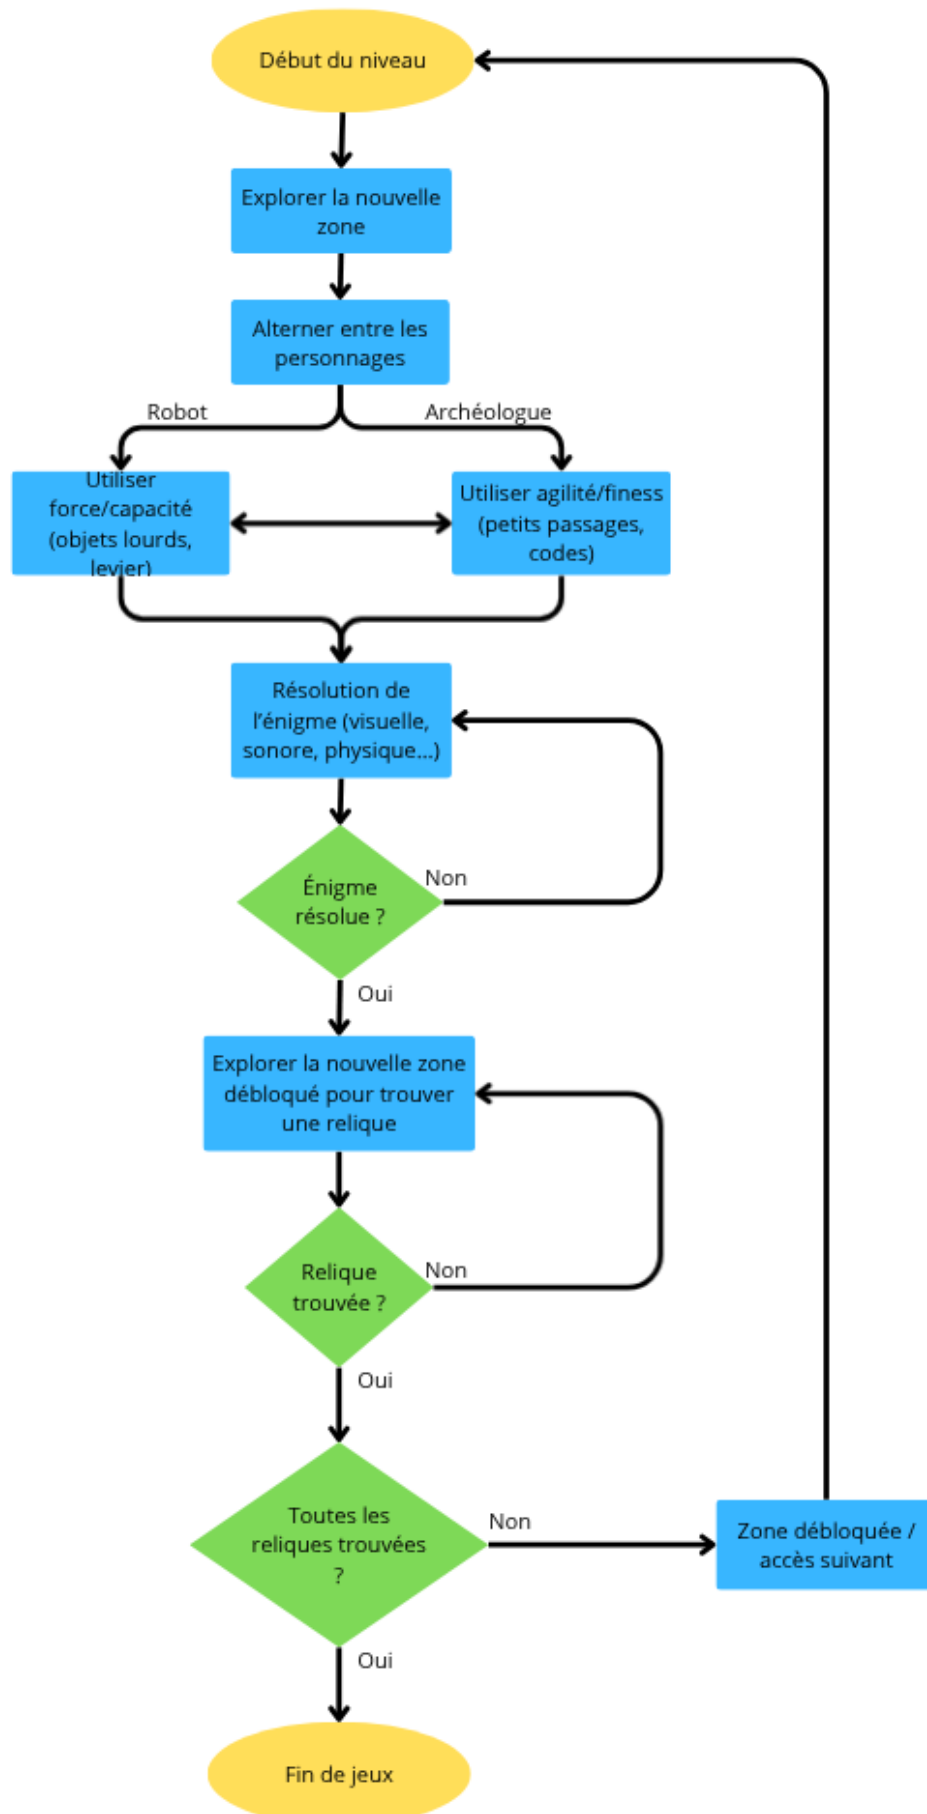 Début du niveau
Explorer la nouvelle
zone
Alterner entre les
personnages
Robot
Archéologue
Utiliser
force/capacité
(objets lourds,
levier)
Utiliser agilité/finess
(petits passages,
codes)
Résolution de
l'énigme (visuelle,
sonore, physique...)
Énigme
résolue ?
Non
Oui
Explorer la nouvelle zone
débloqué pour trouver
une relique
Relique
trouvée ?
Non
Oui
Toutes les
reliques trouvées
?
Non
Zone débloquée /
accès suivant
Oui
Fin de jeux